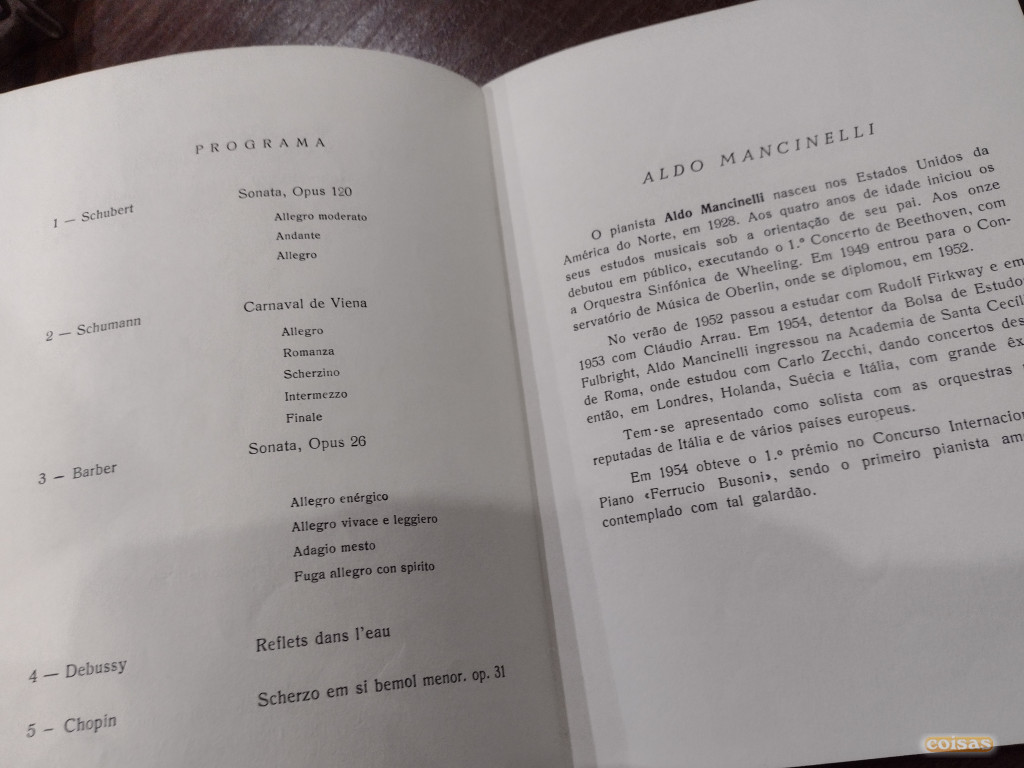 PROGRAMA
1 — Schubert Sonata, Opus 120
Allegro moderato
Andante
Allegro
2 — Schumann Carnaval de Viena
Allegro
Romanza
Scherzino
Intermezzo
Finale
3 — Barber Sonata, Opus 26
Allegro enérgico
Allegro vivace e leggiero
Adagio mesto
Fuga allegro con spirito
4 — Debussy Reflets dans l'eau
5 — Chopin Scherzo em si bemol menor. op. 31
ALDO MANCINELLI
O pianista Aldo Mancinelli nasceu nos Estados Unidos da
América do Norte, em 1928. Aos quatro anos de idade iniciou os
seus estudos musicais sob a orientação de seu pai. Aos onze
debutou em público, executando o 1.º Concerto de Beethoven, com
a Orquestra Sinfónica de Wheeling. Em 1949 entrou para o Con-
servatório de Música de Oberlin, onde se diplomou, em 1952.
No verão de 1952 passou a estudar com Rudolf Firkway e em
1953 com Cláudio Arrau. Em 1954, detentor da Bolsa de Estudo
Fulbright, Aldo Mancinelli ingressou na Academia de Santa Cecíl
de Roma, onde estudou com Carlo Zecchi, dando concertos des
então, em Londres, Holanda, Suécia e Itália, com grande êx
Tem-se apresentado como solista com as orquestras
reputadas de Itália e de vários países europeus.
Em 1954 obteve o 1.º prémio no Concurso Internacion
Piano «Ferrucio Busoni», sendo o primeiro pianista am
contemplado com tal galardão.
coisas